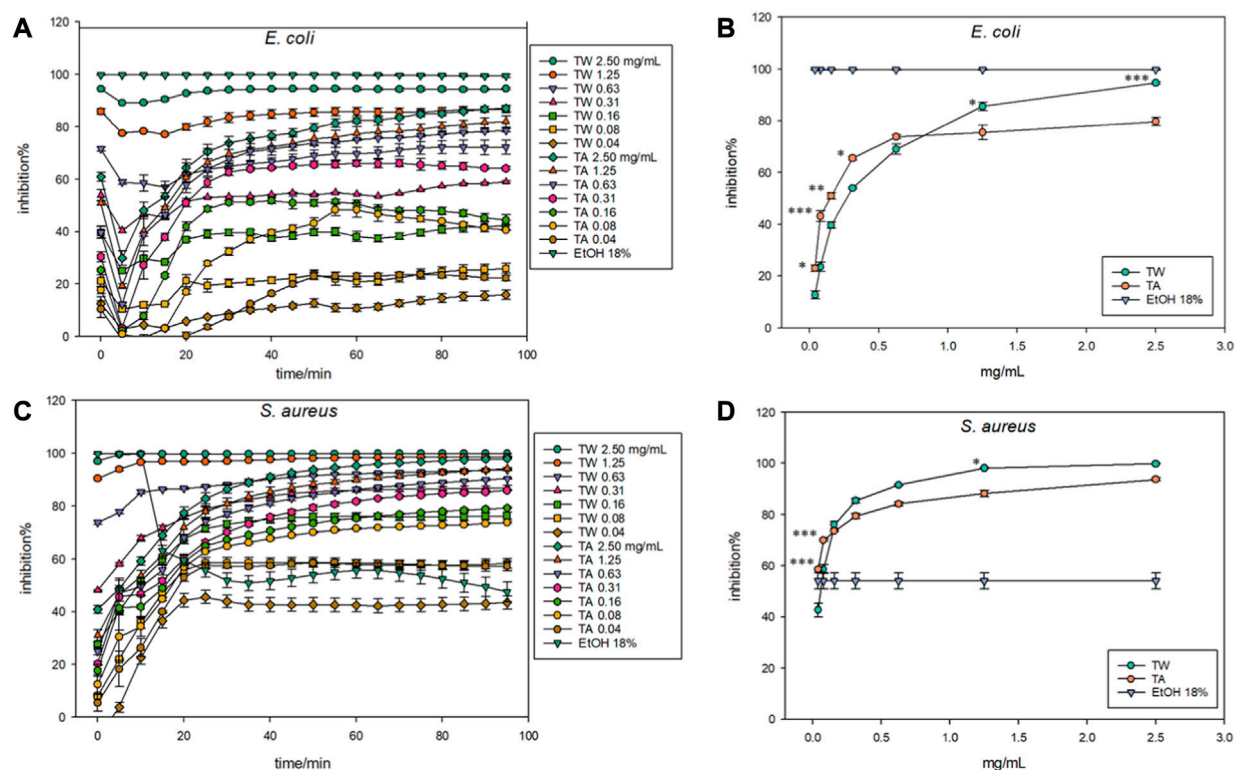 A
E. coli
120
100
80
60
40
20
0
inhibition%
0 20 40 60 80 100
time/min
TW 2.50 mg/mL
TW 1.25
TW 0.63
TW 0.31
TW 0.16
TW 0.08
TW 0.04
TA 2.50 mg/mL
TA 1.25
TA 0.63
TA 0.31
TA 0.16
TA 0.08
TA 0.04
EtOH 18%
B
E. coli
120
100
80
60
40
20
0
inhibition%
***
*
*
**
***
*
TW
TA
EtOH 18%
0.0 0.5 1.0 1.5 2.0 2.5 3.0
mg/mL
C
S. aureus
120
100
80
60
40
20
0
inhibition%
0 20 40 60 80 100
time/min
TW 2.50 mg/mL
TW 1.25
TW 0.63
TW 0.31
TW 0.16
TW 0.08
TW 0.04
TA 2.50 mg/mL
TA 1.25
TA 0.63
TA 0.31
TA 0.16
TA 0.08
TA 0.04
EtOH 18%
D
S. aureus
120
100
80
60
40
20
0
inhibition%
*
***
***
TW
TA
EtOH 18%
0.0 0.5 1.0 1.5 2.0 2.5 3.0
mg/mL